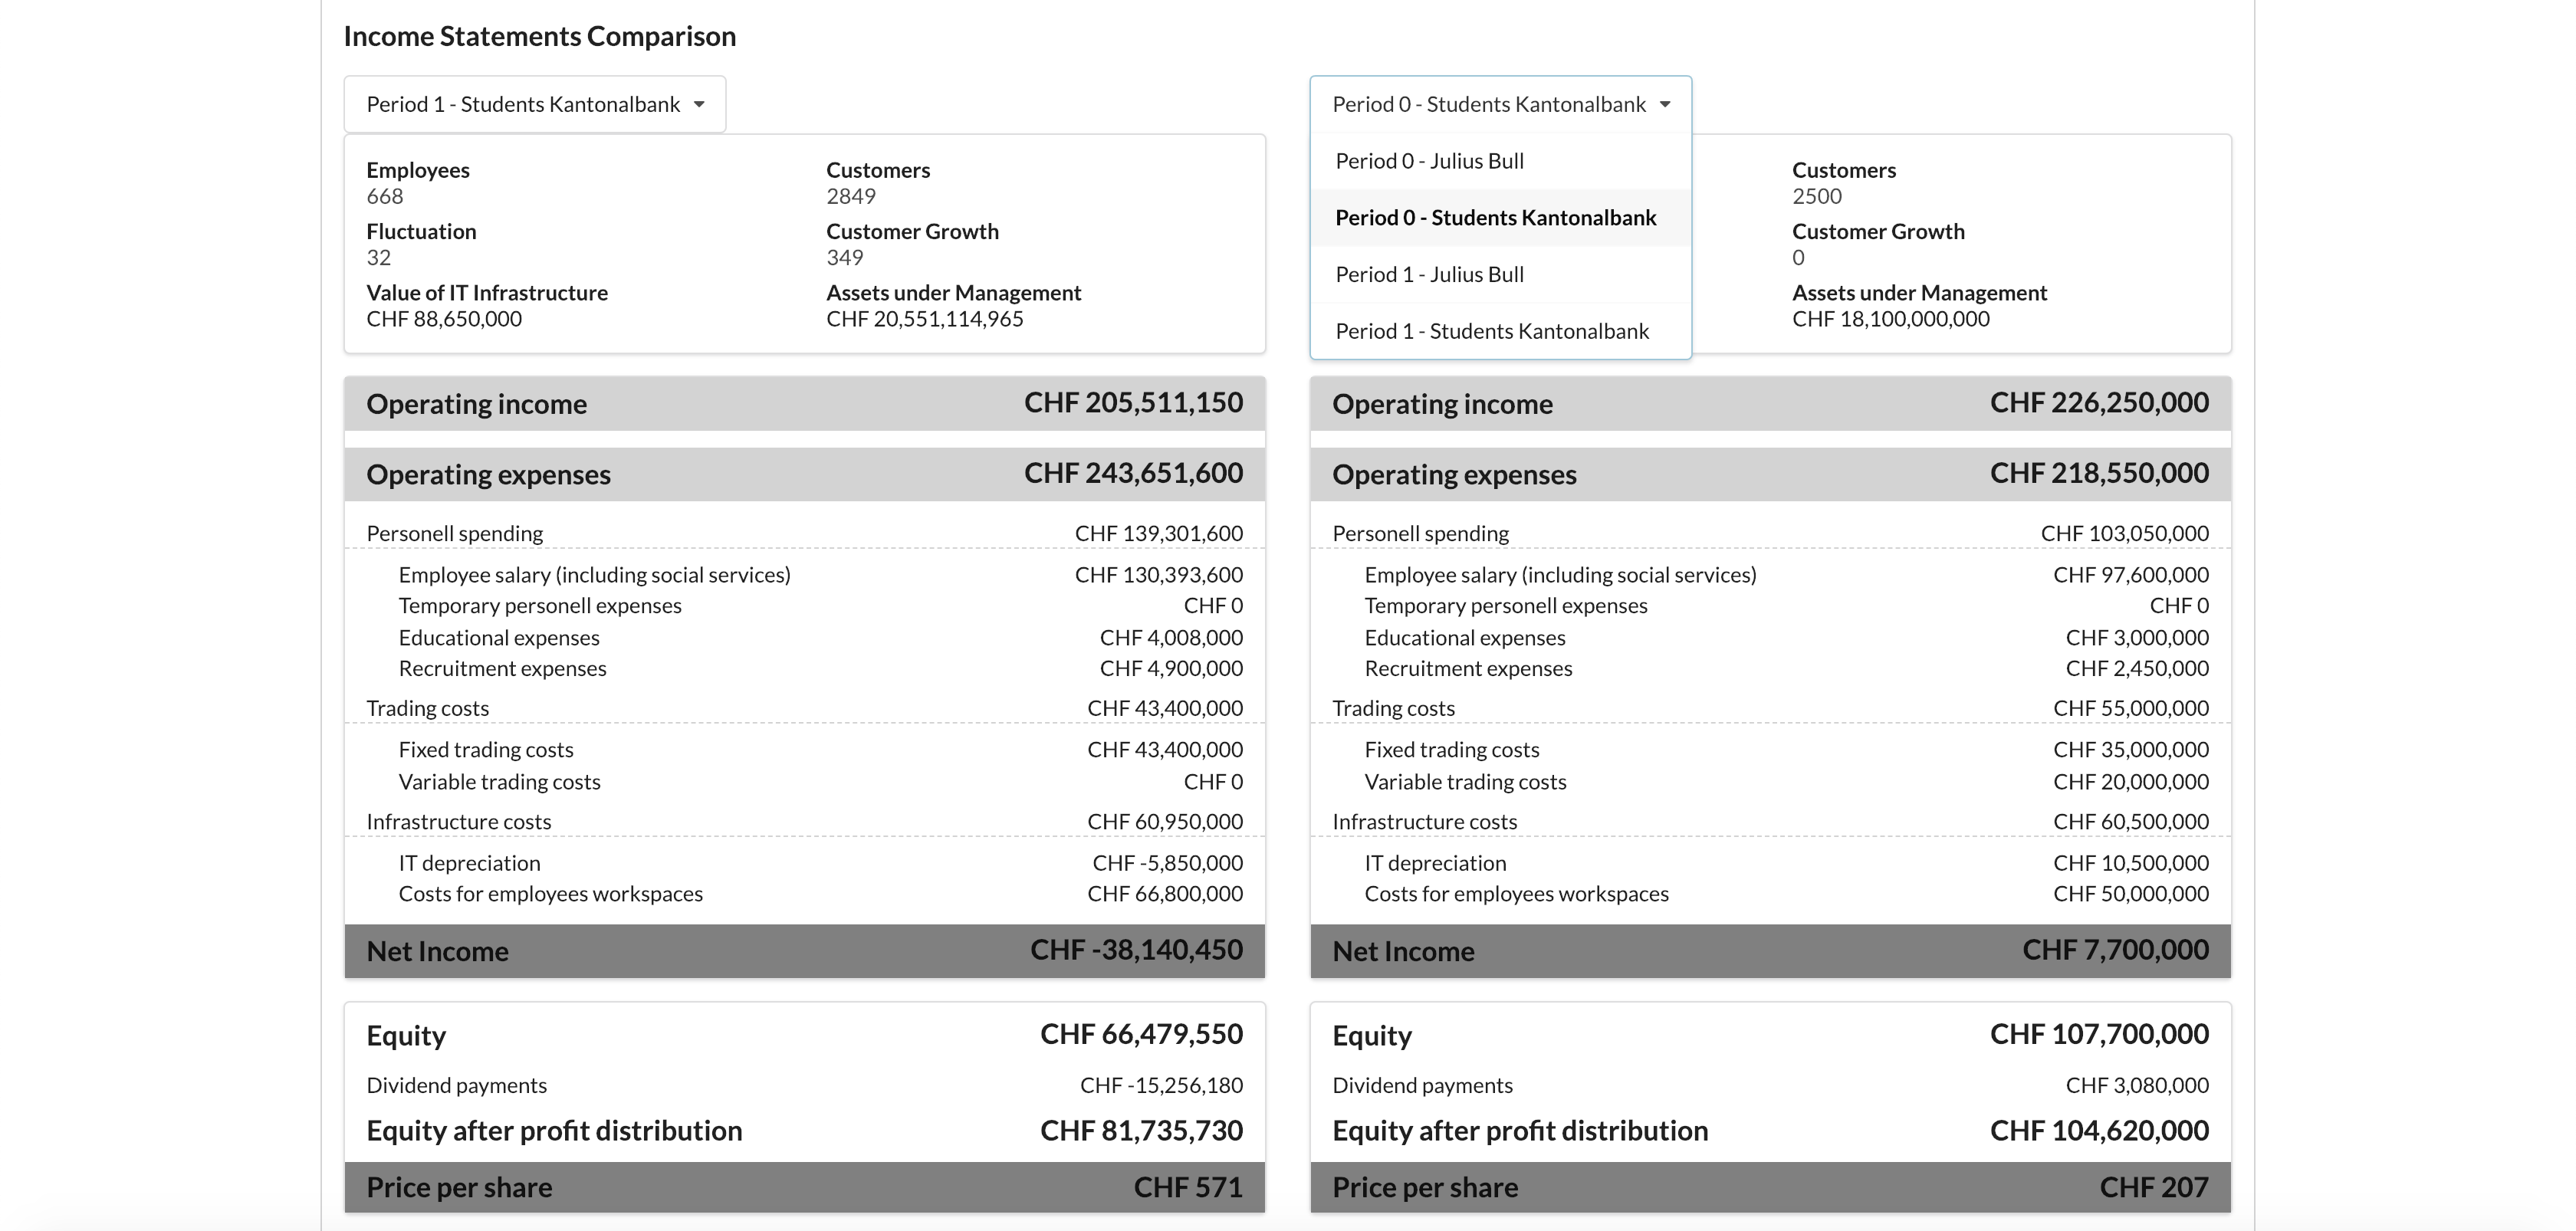 Income Statements Comparison
Period 1 - Students Kantonalbank
Employees
668
Customers
2849
Fluctuation
32
Customer Growth
349
Value of IT Infrastructure
CHF 88,650,000
Assets under Management
CHF 20,551,114,965
Operating income CHF 205,511,150
Operating expenses CHF 243,651,600
Personell spending CHF 139,301,600
Employee salary (including social services) CHF 130,393,600
Temporary personell expenses CHF 0
Educational expenses CHF 4,008,000
Recruitment expenses CHF 4,900,000
Trading costs CHF 43,400,000
Fixed trading costs CHF 43,400,000
Variable trading costs CHF 0
Infrastructure costs CHF 60,950,000
IT depreciation CHF -5,850,000
Costs for employees workspaces CHF 66,800,000
Net Income CHF -38,140,450
Equity CHF 66,479,550
Dividend payments CHF -15,256,180
Equity after profit distribution CHF 81,735,730
Price per share CHF 571
Period 0 - Students Kantonalbank
Period 0 - Julius Bull
Period 0 - Students Kantonalbank
Period 1 - Julius Bull
Period 1 - Students Kantonalbank
Customers
2500
Customer Growth
0
Assets under Management
CHF 18,100,000,000
Operating income CHF 226,250,000
Operating expenses CHF 218,550,000
Personell spending CHF 103,050,000
Employee salary (including social services) CHF 97,600,000
Temporary personell expenses CHF 0
Educational expenses CHF 3,000,000
Recruitment expenses CHF 2,450,000
Trading costs CHF 55,000,000
Fixed trading costs CHF 35,000,000
Variable trading costs CHF 20,000,000
Infrastructure costs CHF 60,500,000
IT depreciation CHF 10,500,000
Costs for employees workspaces CHF 50,000,000
Net Income CHF 7,700,000
Equity CHF 107,700,000
Dividend payments CHF 3,080,000
Equity after profit distribution CHF 104,620,000
Price per share CHF 207